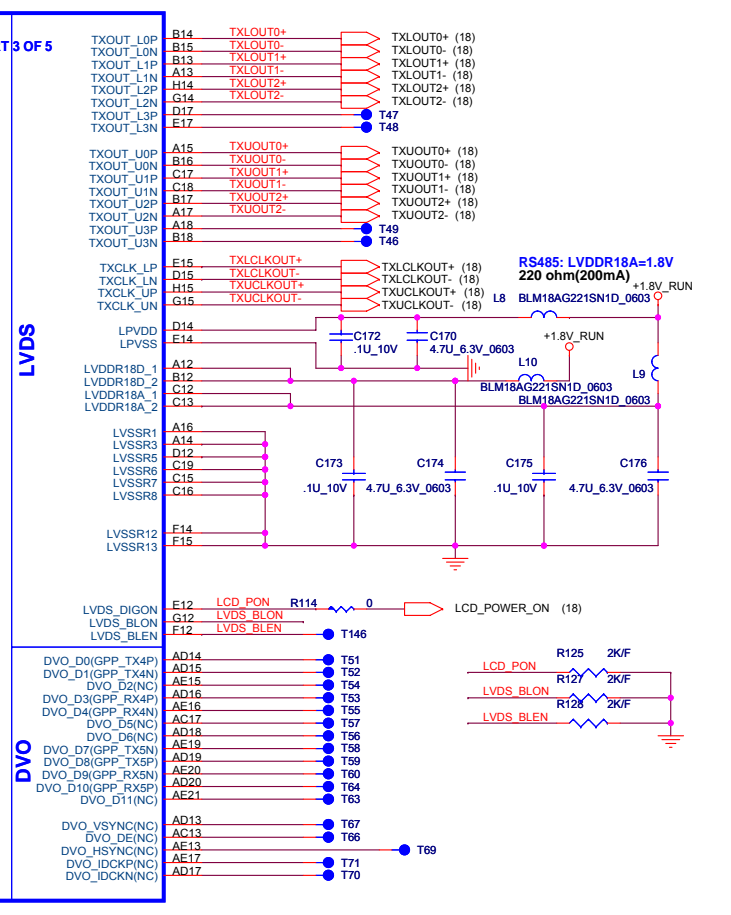 T 3 OF 5
TXOUT_L0P B14 TXLOUT0+ TXLOUT0+ (18)
TXOUT_L0N B15 TXLOUT0- TXLOUT0- (18)
TXOUT_L1P B13 TXLOUT1+ TXLOUT1+ (18)
TXOUT_L1N A13 TXLOUT1- TXLOUT1- (18)
TXOUT_L2P H14 TXLOUT2+ TXLOUT2+ (18)
TXOUT_L2N G14 TXLOUT2- TXLOUT2- (18)
TXOUT_L3P D17 T47
TXOUT_L3N E17 T48
TXOUT_U0P A15 TXUOUT0+ TXUOUT0+ (18)
TXOUT_U0N B16 TXUOUT0- TXUOUT0- (18)
TXOUT_U1P C17 TXUOUT1+ TXUOUT1+ (18)
TXOUT_U1N C18 TXUOUT1- TXUOUT1- (18)
TXOUT_U2P B17 TXUOUT2+ TXUOUT2+ (18)
TXOUT_U2N A17 TXUOUT2- TXUOUT2- (18)
TXOUT_U3P A18 T49
TXOUT_U3N B18 T46
TXCLK_LP E15 TXLCLKOUT+ TXLCLKOUT+ (18)
TXCLK_LN D15 TXLCLKOUT- TXLCLKOUT- (18)
TXCLK_UP H15 TXUCLKOUT+ TXUCLKOUT+ (18)
TXCLK_UN G15 TXUCLKOUT- TXUCLKOUT- (18)
RS485: LVDDR18A=1.8V
220 ohm(200mA)
+1.8V_RUN
L8 BLM18AG221SN1D_0603
LPVDD D14
LPVSS E14
C172
.1U_10V
C170
4.7U_6.3V_0603
+1.8V_RUN
L10
BLM18AG221SN1D_0603
L9
BLM18AG221SN1D_0603
LVDS
LVDDR18D_1 A12
LVDDR18D_2 B12
LVDDR18A_1 C12
LVDDR18A_2 C13
LVSSR1 A16
LVSSR3 A14
LVSSR5 D12
LVSSR6 C19
LVSSR7 C15
LVSSR8 C16
LVSSR12 F14
LVSSR13 F15
C173
.1U_10V
C174
4.7U_6.3V_0603
C175
.1U_10V
C176
4.7U_6.3V_0603
LVDS_DIGON E12 LCD_PON R114 0 LCD_POWER_ON (18)
LVDS_BLON G12 LVDS_BLON
LVDS_BLEN F12 LVDS_BLEN T146
DVO
DVO_D0(GPP_TX4P) AD14 T51
DVO_D1(GPP_TX4N) AD15 T52
DVO_D2(NC) AE15 T54
DVO_D3(GPP_RX4P) AD16 T53
DVO_D4(GPP_RX4N) AE16 T55
DVO_D5(NC) AC17 T57
DVO_D6(NC) AD18 T56
DVO_D7(GPP_TX5N) AE19 T58
DVO_D8(GPP_TX5P) AD19 T59
DVO_D9(GPP_RX5N) AE20 T60
DVO_D10(GPP_RX5P) AD20 T64
DVO_D11(NC) AE21 T63
DVO_VSYNC(NC) AD13 T67
DVO_DE(NC) AC13 T66
DVO_HSYNC(NC) AE13 T69
DVO_IDCKP(NC) AE17 T71
DVO_IDCKN(NC) AD17 T70
LCD_PON R125 2K/F
LVDS_BLON R127 2K/F
LVDS_BLEN R128 2K/F